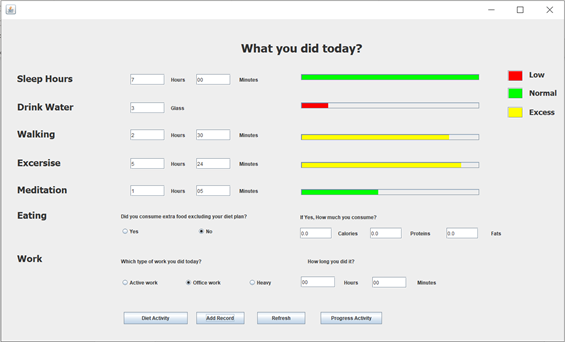 What you did today?
Low
Sleep Hours 7 Hours 00 Minutes
Normal
Drink Water 3 Glass
Excess
Walking 2 Hours 30 Minutes
Excersise 5 Hours 24 Minutes
Meditation 1 Hours 05 Minutes
Eating Did you consume extra food excluding your diet plan? If Yes, How much you consume?
Yes No 0.0 Calories 0.0 Proteins 0.0 Fats
Work Which type of work you did today? How long you did it?
Active work Office work Heavy 00 Hours 00 Minutes
Diet Activity Add Record Refresh Progress Activity